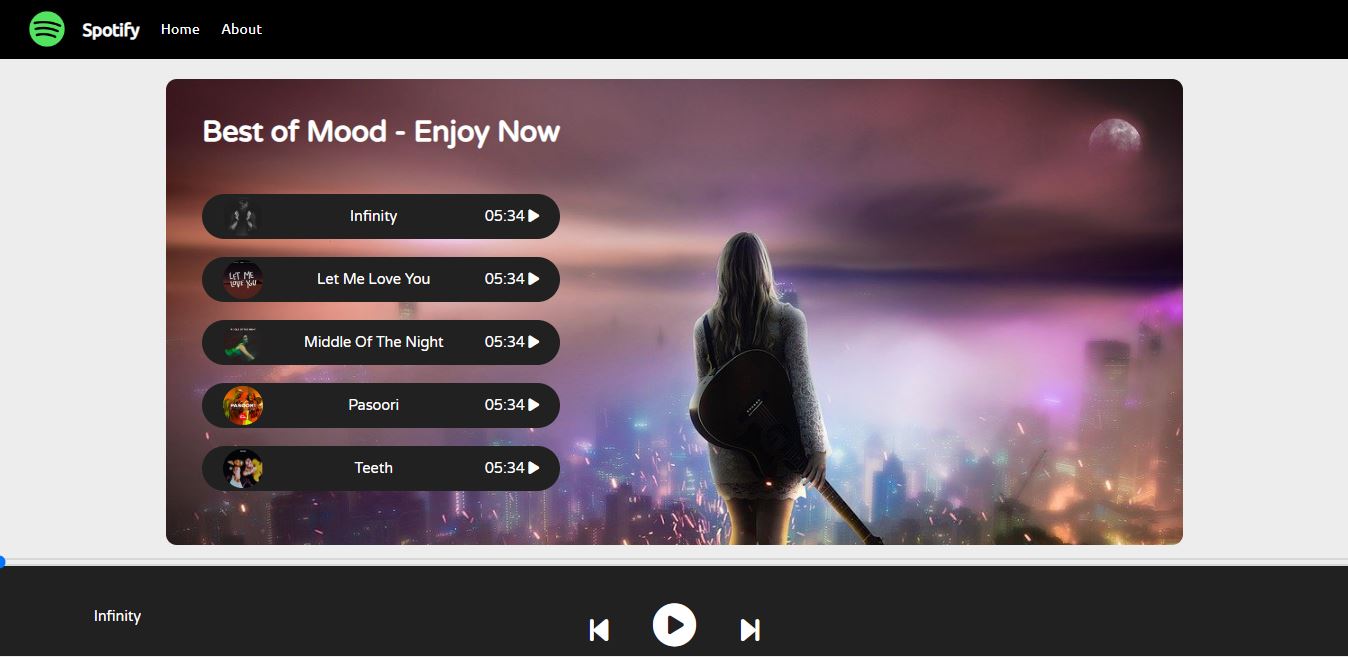 Spotify Home About
Best of Mood - Enjoy Now
Infinity 05:34
LET ME
LOVE YOU
Let Me Love You 05:34
Middle Of The Night 05:34
PASOORI
Pasoori 05:34
Teeth 05:34
Infinity